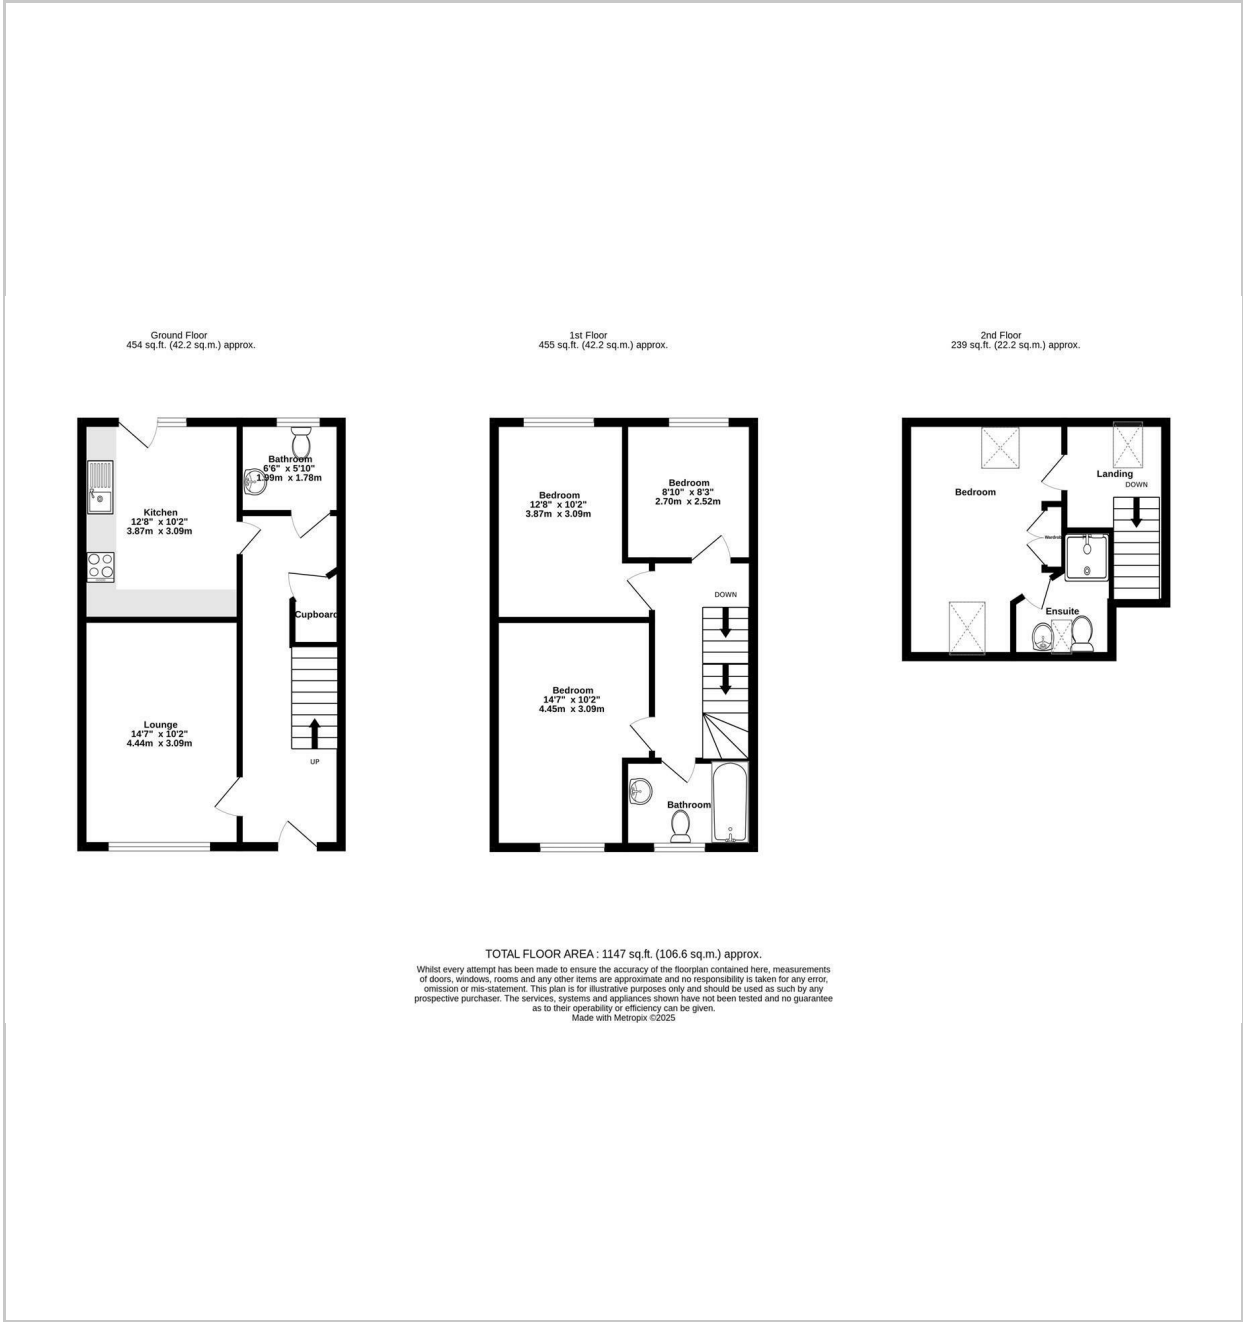 Ground Floor
454 sq.ft. (42.2 sq.m.) approx.
Kitchen
12'8" x 10'2"
3.87m x 3.09m
Bathroom
6'6" x 5'10"
1.99m x 1.78m
Cupboard
Lounge
14'7" x 10'2"
4.44m x 3.09m
UP
1st Floor
455 sq.ft. (42.2 sq.m.) approx.
Bedroom
12'8" x 10'2"
3.87m x 3.09m
Bedroom
8'10" x 8'3"
2.70m x 2.52m
DOWN
Bedroom
14'7" x 10'2"
4.45m x 3.09m
Bathroom
2nd Floor
239 sq.ft. (22.2 sq.m.) approx.
Bedroom
Landing
DOWN
Ensuite
TOTAL FLOOR AREA : 1147 sq.ft. (106.6 sq.m.) approx.
Whilst every attempt has been made to ensure the accuracy of the floorplan contained here, measurements
of doors, windows, rooms and any other items are approximate and no responsibility is taken for any error,
omission or mis-statement. This plan is for illustrative purposes only and should be used as such by any
prospective purchaser. The services, systems and appliances shown have not been tested and no guarantee
as to their operability or efficiency can be given.
Made with Metropix ©2025